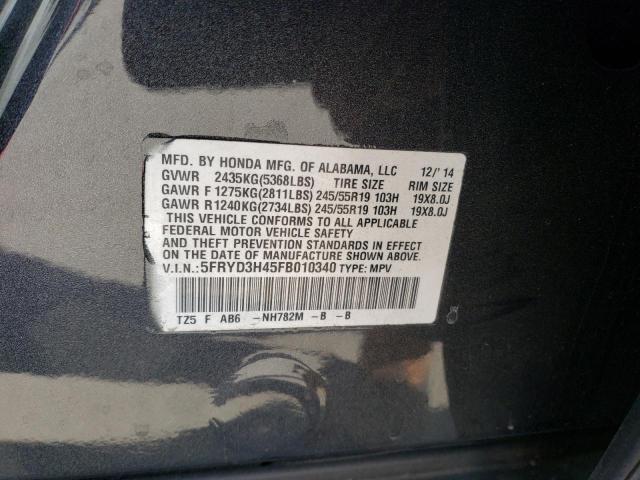 MFD. BY HONDA MFG. OF ALABAMA, LLC 12/'14
GVWR 2435KG(5368LBS) TIRE SIZE RIM SIZE
GAWR F 1275KG(2811LBS) 245/55R19 103H 19X8.0J
GAWR R1240KG(2734LBS) 245/55R19 103H 19X8.0J
THIS VEHICLE CONFORMS TO ALL APPLICABLE
FEDERAL MOTOR VEHICLE SAFETY
AND THEFT PREVENTION STANDARDS IN EFFECT
ON THE DATE OF MANUFACTURE SHOWN ABOVE.
V.I.N.:5FRYD3H45FB010340 TYPE: MPV
TZ5 F AB6 -NH782M -B -B